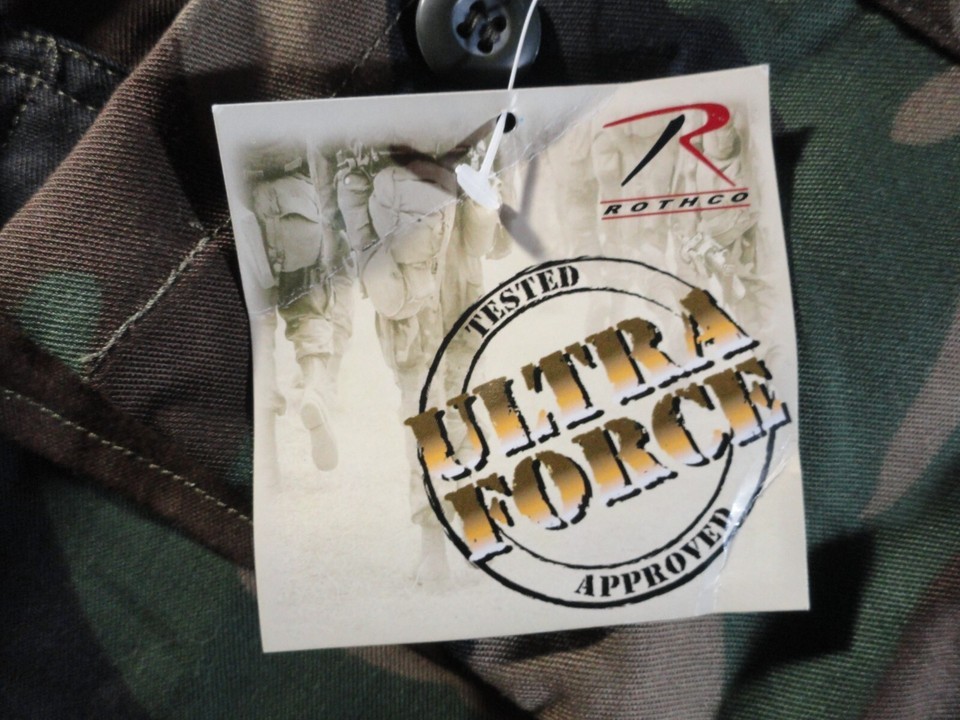 ROTHCO
TESTED
ULTRA
FORCE
APPROVED